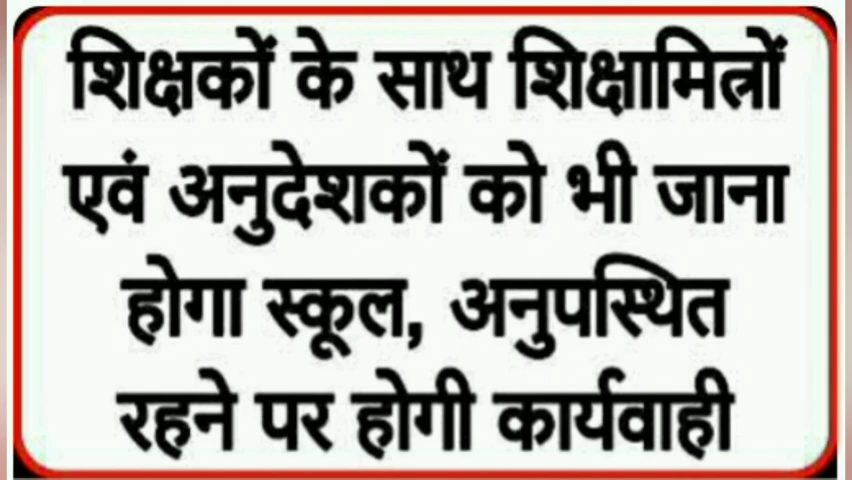 शिक्षकों के साथ शिक्षामित्रों
एवं अनुदेशकों को भी जाना
होगा स्कूल, अनुपस्थित
रहने पर होगी कार्यवाही